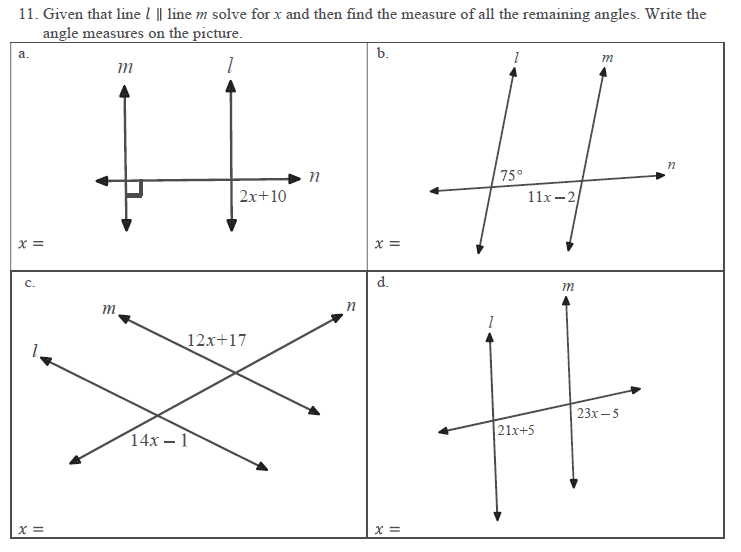 11. Given that line l || line m solve for x and then find the measure of all the remaining angles. Write the
angle measures on the picture.
a.
m
l
n
2x+10
x =
b.
l
m
n
75°
11x – 2
x =
c.
m
n
12x+17
l
14x – 1
x =
d.
m
l
23x – 5
21x+5
x =